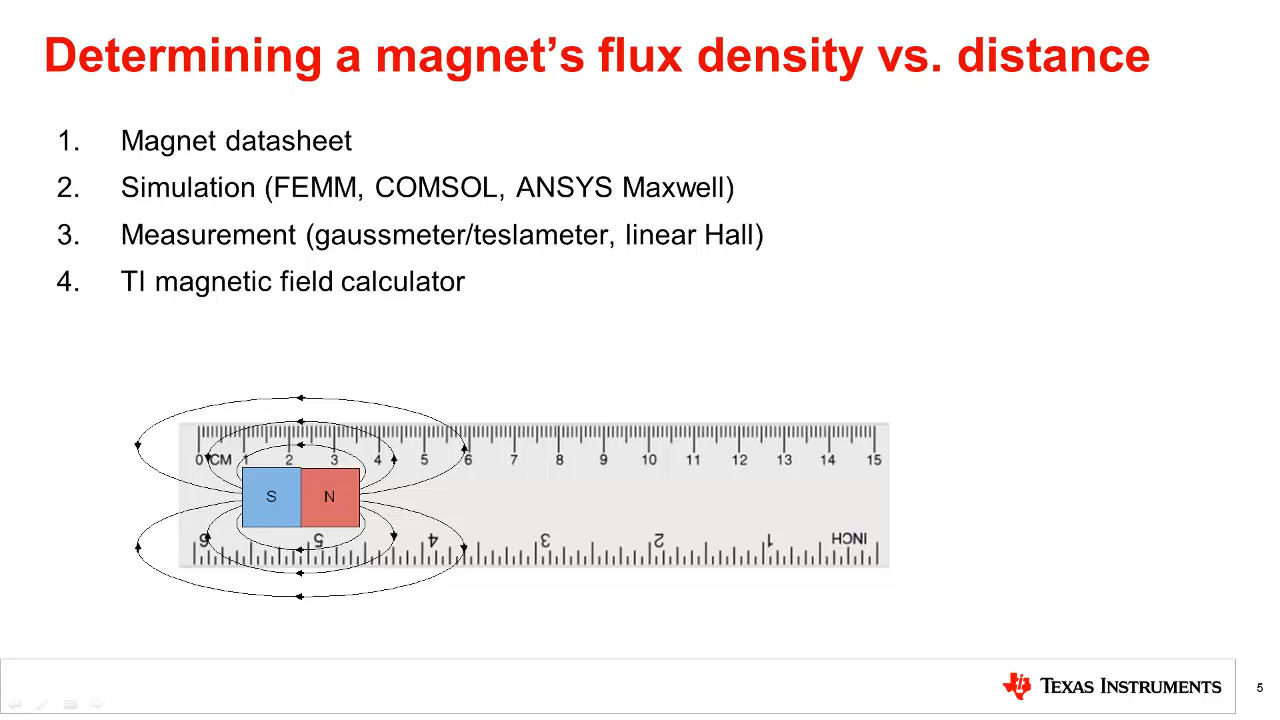 Determining a magnet's flux density vs. distance
1. Magnet datasheet
2. Simulation (FEMM, COMSOL, ANSYS Maxwell)
3. Measurement (gaussmeter/teslameter, linear Hall)
4. TI magnetic field calculator
0 CM 1 2 3 4 5 6 7 8 9 10 11 12 13 14 15
S N
6 5 4 3 2 1 INCH
TEXAS INSTRUMENTS
5